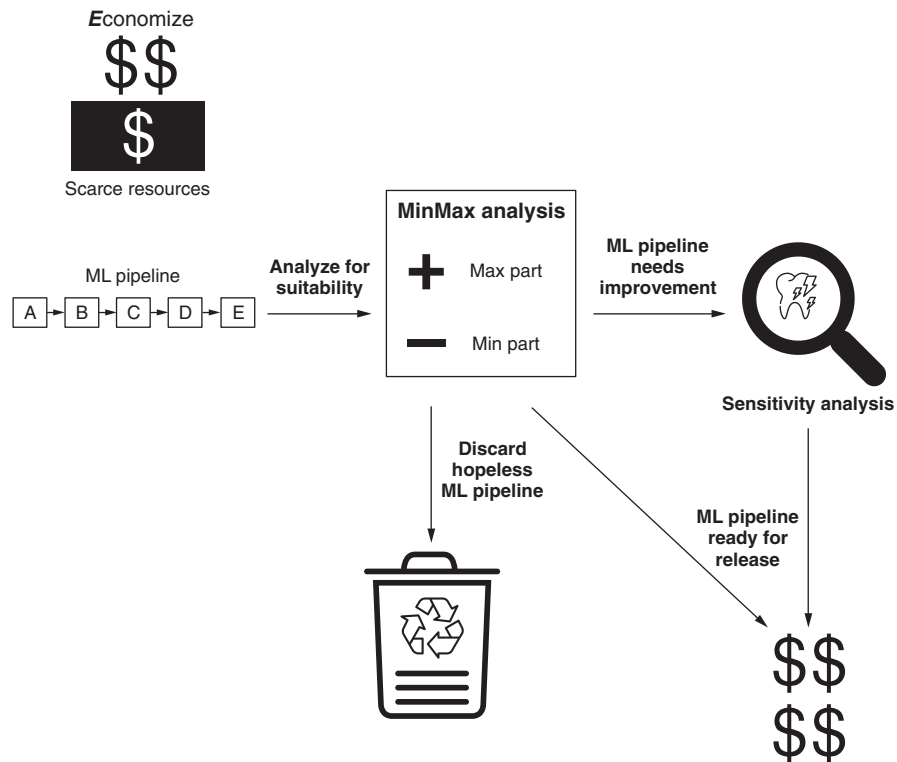 Economize
$$
$
Scarce resources
ML pipeline
A B C D E
Analyze for
suitability
MinMax analysis
+ Max part
− Min part
ML pipeline
needs
improvement
Sensitivity analysis
Discard
hopeless
ML pipeline
ML pipeline
ready for
release
$$
$$